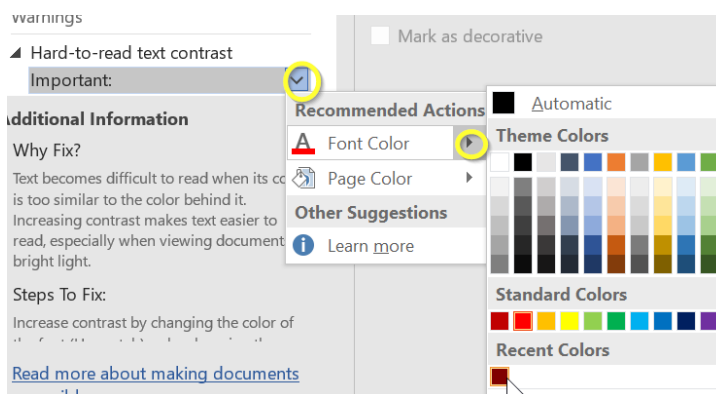 Warnings
Hard-to-read text contrast
Important:
Additional Information
Why Fix?
Text becomes difficult to read when its co
is too similar to the color behind it.
Increasing contrast makes text easier to
read, especially when viewing document
bright light.
Steps To Fix:
Increase contrast by changing the color of
Read more about making documents
Mark as decorative
Recommended Actions
Font Color
Page Color
Other Suggestions
Learn more
Automatic
Theme Colors
Standard Colors
Recent Colors